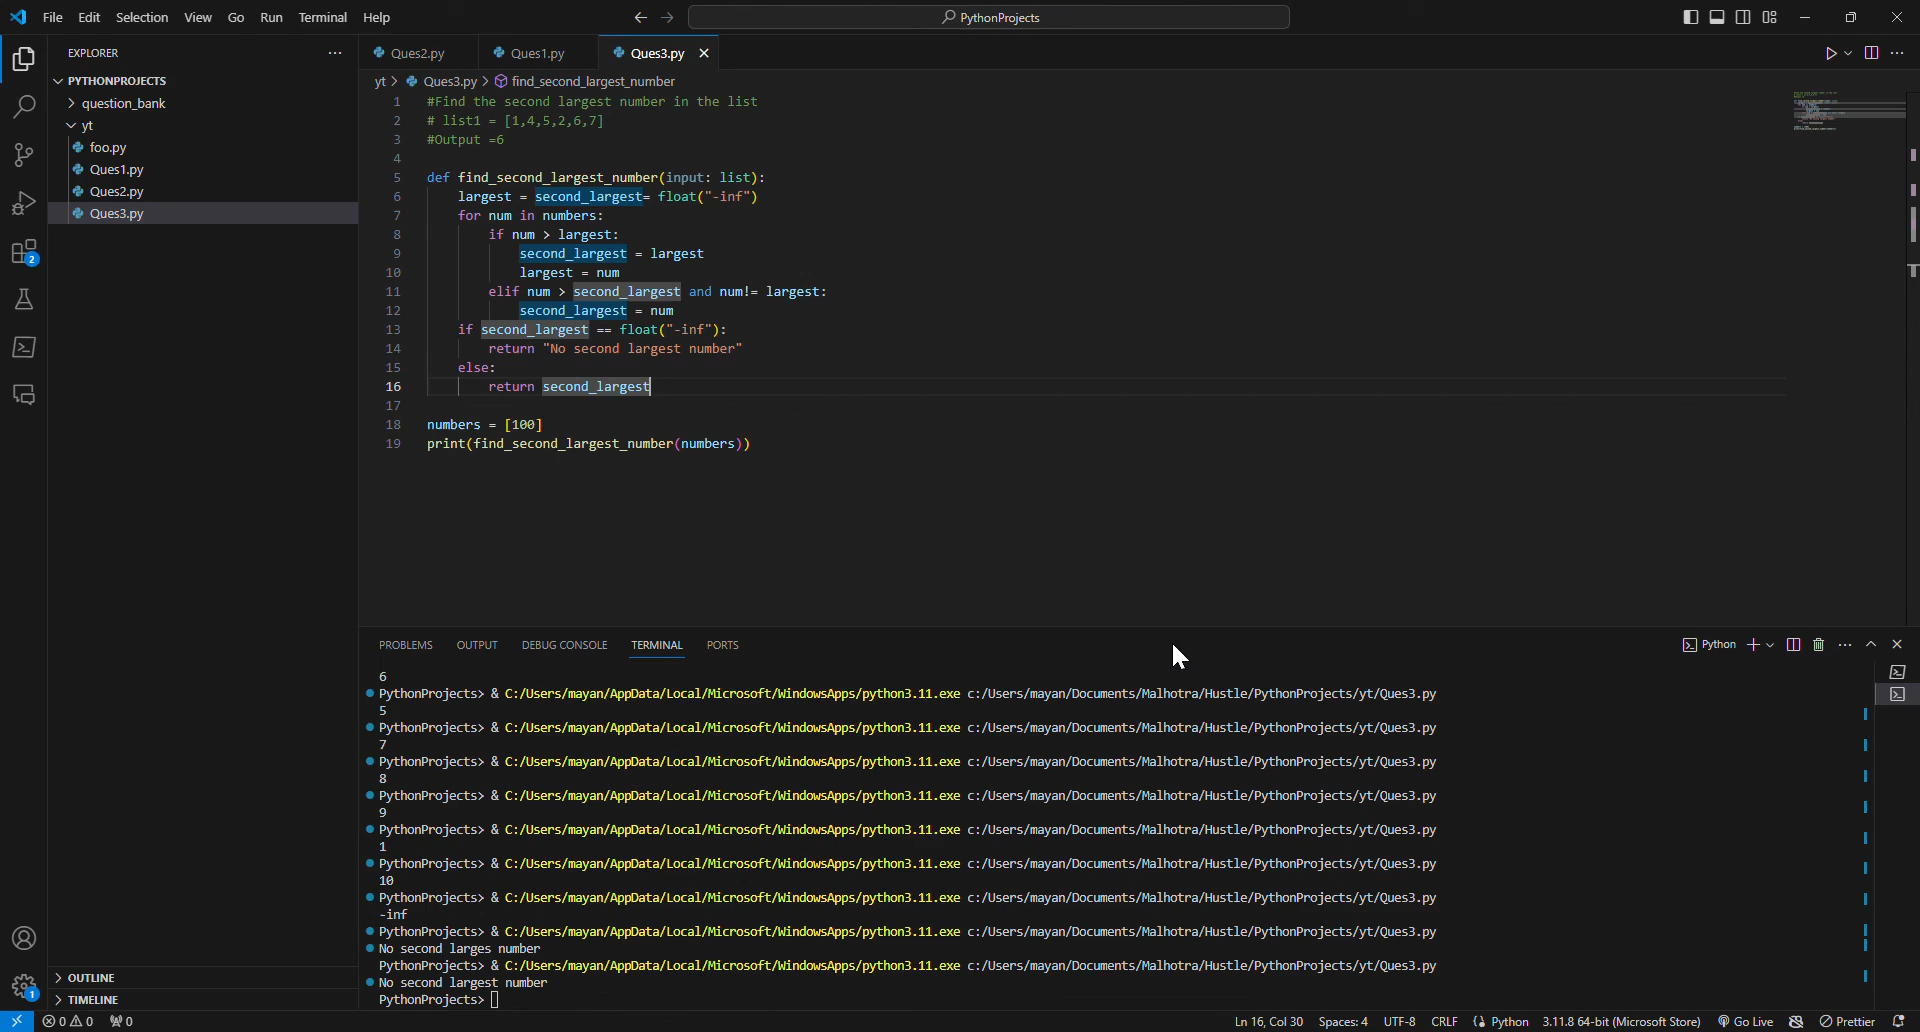 File Edit Selection View Go Run Terminal Help
PythonProjects
EXPLORER
Ques2.py
Ques1.py
Ques3.py
yt > Ques3.py > find_second_largest_number
PYTHONPROJECTS
question_bank
yt
foo.py
Ques1.py
Ques2.py
Ques3.py
2
1 #Find the second largest number in the list
2 # list1 = [1,4,5,2,6,7]
3 #Output =6
4
5 def find_second_largest_number(input: list):
6 largest = second_largest= float("-inf")
7 for num in numbers:
8 if num > largest:
9 second_largest = largest
10 largest = num
11 elif num > second_largest and num!= largest:
12 second_largest = num
13 if second_largest == float("-inf"):
14 return "No second largest number"
15 else:
16 return second_largest
17
18 numbers = [100]
19 print(find_second_largest_number(numbers))
PROBLEMS OUTPUT DEBUG CONSOLE TERMINAL PORTS
Python
6
PythonProjects> & C:/Users/mayan/AppData/Local/Microsoft/WindowsApps/python3.11.exe c:/Users/mayan/Documents/Malhotra/Hustle/PythonProjects/yt/Ques3.py
5
PythonProjects> & C:/Users/mayan/AppData/Local/Microsoft/WindowsApps/python3.11.exe c:/Users/mayan/Documents/Malhotra/Hustle/PythonProjects/yt/Ques3.py
7
PythonProjects> & C:/Users/mayan/AppData/Local/Microsoft/WindowsApps/python3.11.exe c:/Users/mayan/Documents/Malhotra/Hustle/PythonProjects/yt/Ques3.py
8
PythonProjects> & C:/Users/mayan/AppData/Local/Microsoft/WindowsApps/python3.11.exe c:/Users/mayan/Documents/Malhotra/Hustle/PythonProjects/yt/Ques3.py
9
PythonProjects> & C:/Users/mayan/AppData/Local/Microsoft/WindowsApps/python3.11.exe c:/Users/mayan/Documents/Malhotra/Hustle/PythonProjects/yt/Ques3.py
1
PythonProjects> & C:/Users/mayan/AppData/Local/Microsoft/WindowsApps/python3.11.exe c:/Users/mayan/Documents/Malhotra/Hustle/PythonProjects/yt/Ques3.py
10
PythonProjects> & C:/Users/mayan/AppData/Local/Microsoft/WindowsApps/python3.11.exe c:/Users/mayan/Documents/Malhotra/Hustle/PythonProjects/yt/Ques3.py
-inf
PythonProjects> & C:/Users/mayan/AppData/Local/Microsoft/WindowsApps/python3.11.exe c:/Users/mayan/Documents/Malhotra/Hustle/PythonProjects/yt/Ques3.py
No second larges number
PythonProjects> & C:/Users/mayan/AppData/Local/Microsoft/WindowsApps/python3.11.exe c:/Users/mayan/Documents/Malhotra/Hustle/PythonProjects/yt/Ques3.py
No second largest number
PythonProjects>
OUTLINE
TIMELINE
1
0 0 0
Ln 16, Col 30 Spaces: 4 UTF-8 CRLF Python 3.11.8 64-bit (Microsoft Store) Go Live Prettier